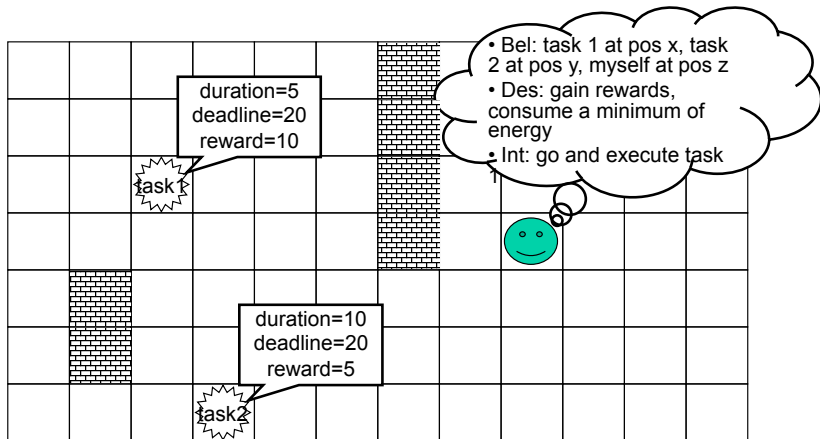 • Bel: task 1 at pos x, task
2 at pos y, myself at pos z
• Des: gain rewards,
consume a minimum of
energy
• Int: go and execute task
1
duration=5
deadline=20
reward=10
task1
duration=10
deadline=20
reward=5
task2